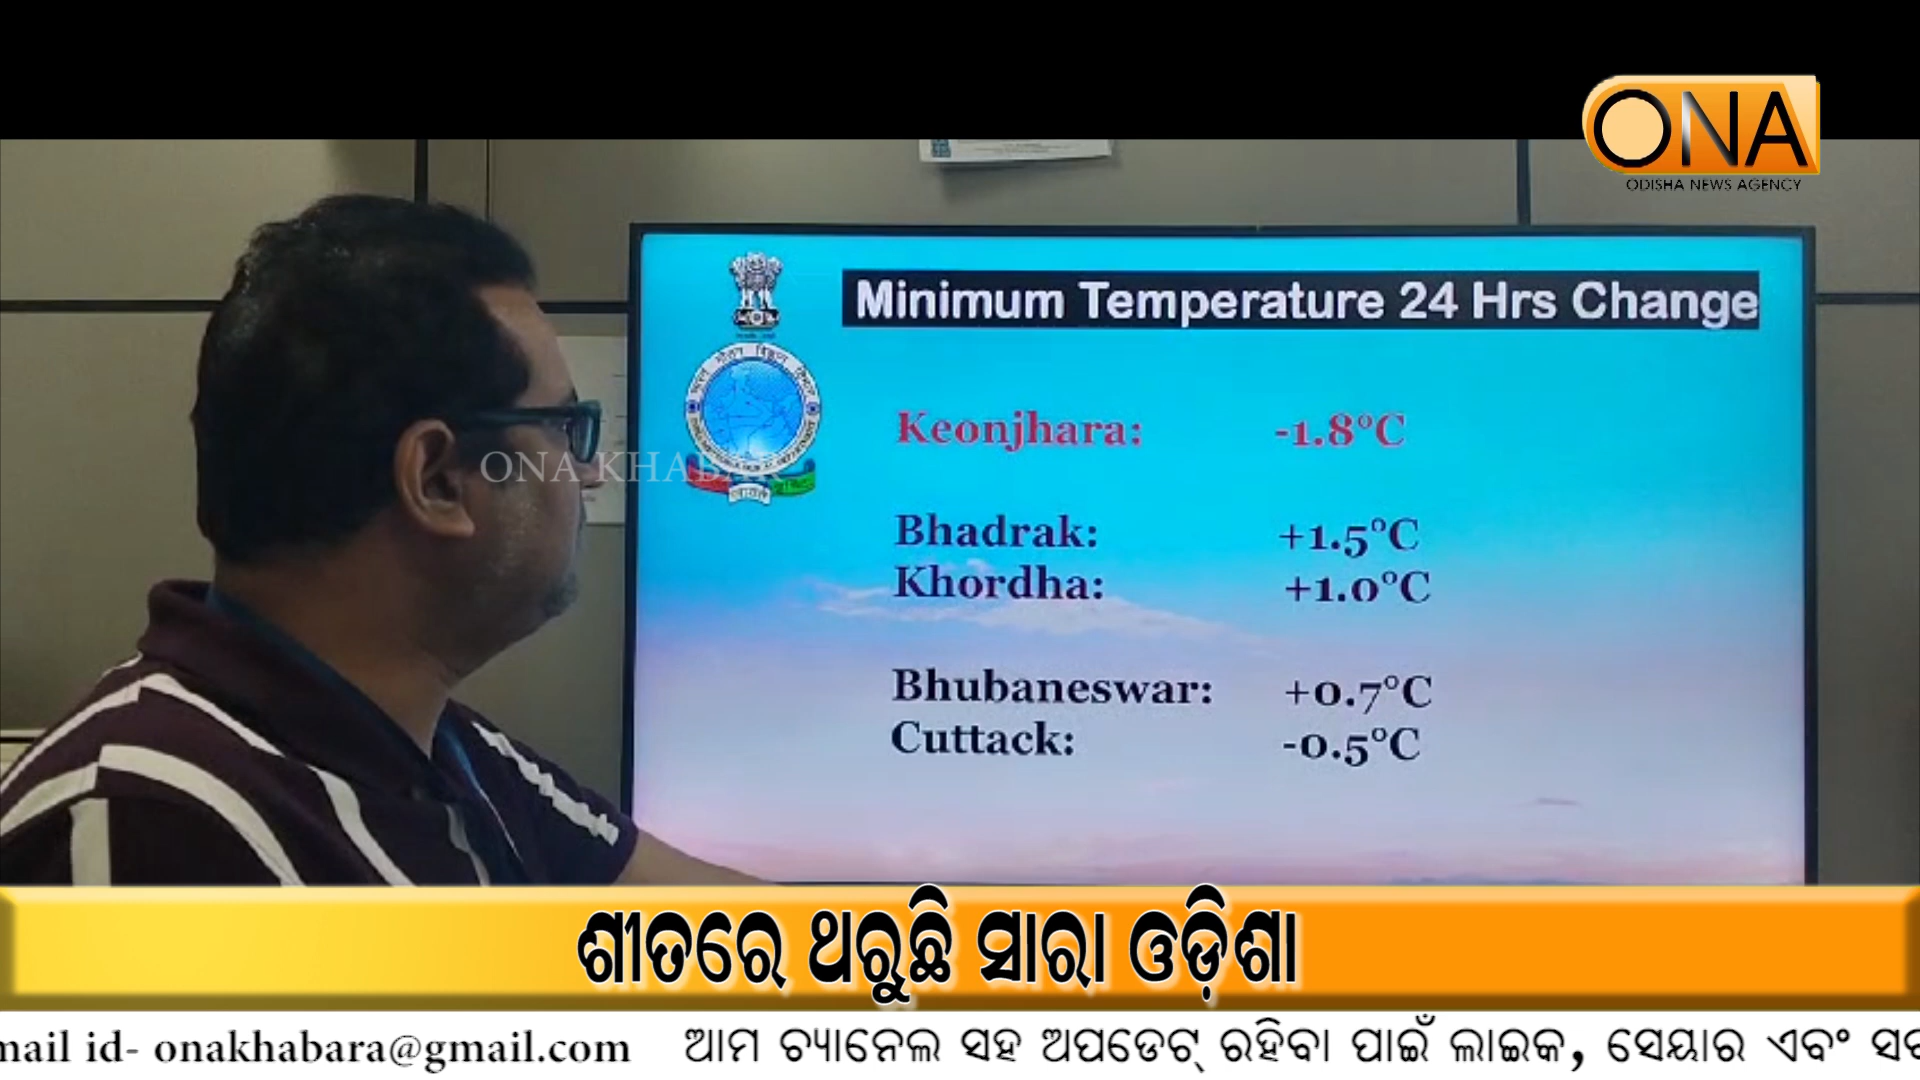 ONA
ODISHA NEWS AGENCY
Minimum Temperature 24 Hrs Change
Keonjhara: -1.8°C
ONA KHABAR
Bhadrak: +1.5°C
Khordha: +1.0°C
Bhubaneswar: +0.7°C
Cuttack: -0.5°C
ଶୀତରେ ଥରୁଛି ସାରା ଓଡ଼ିଶା
mail id- onakhabara@gmail.com ଆମ ଚ୍ୟାନେଲ ସହ ଅପଡେଟ୍ ରହିବା ପାଇଁ ଲାଇକ, ସେୟାର ଏବଂ